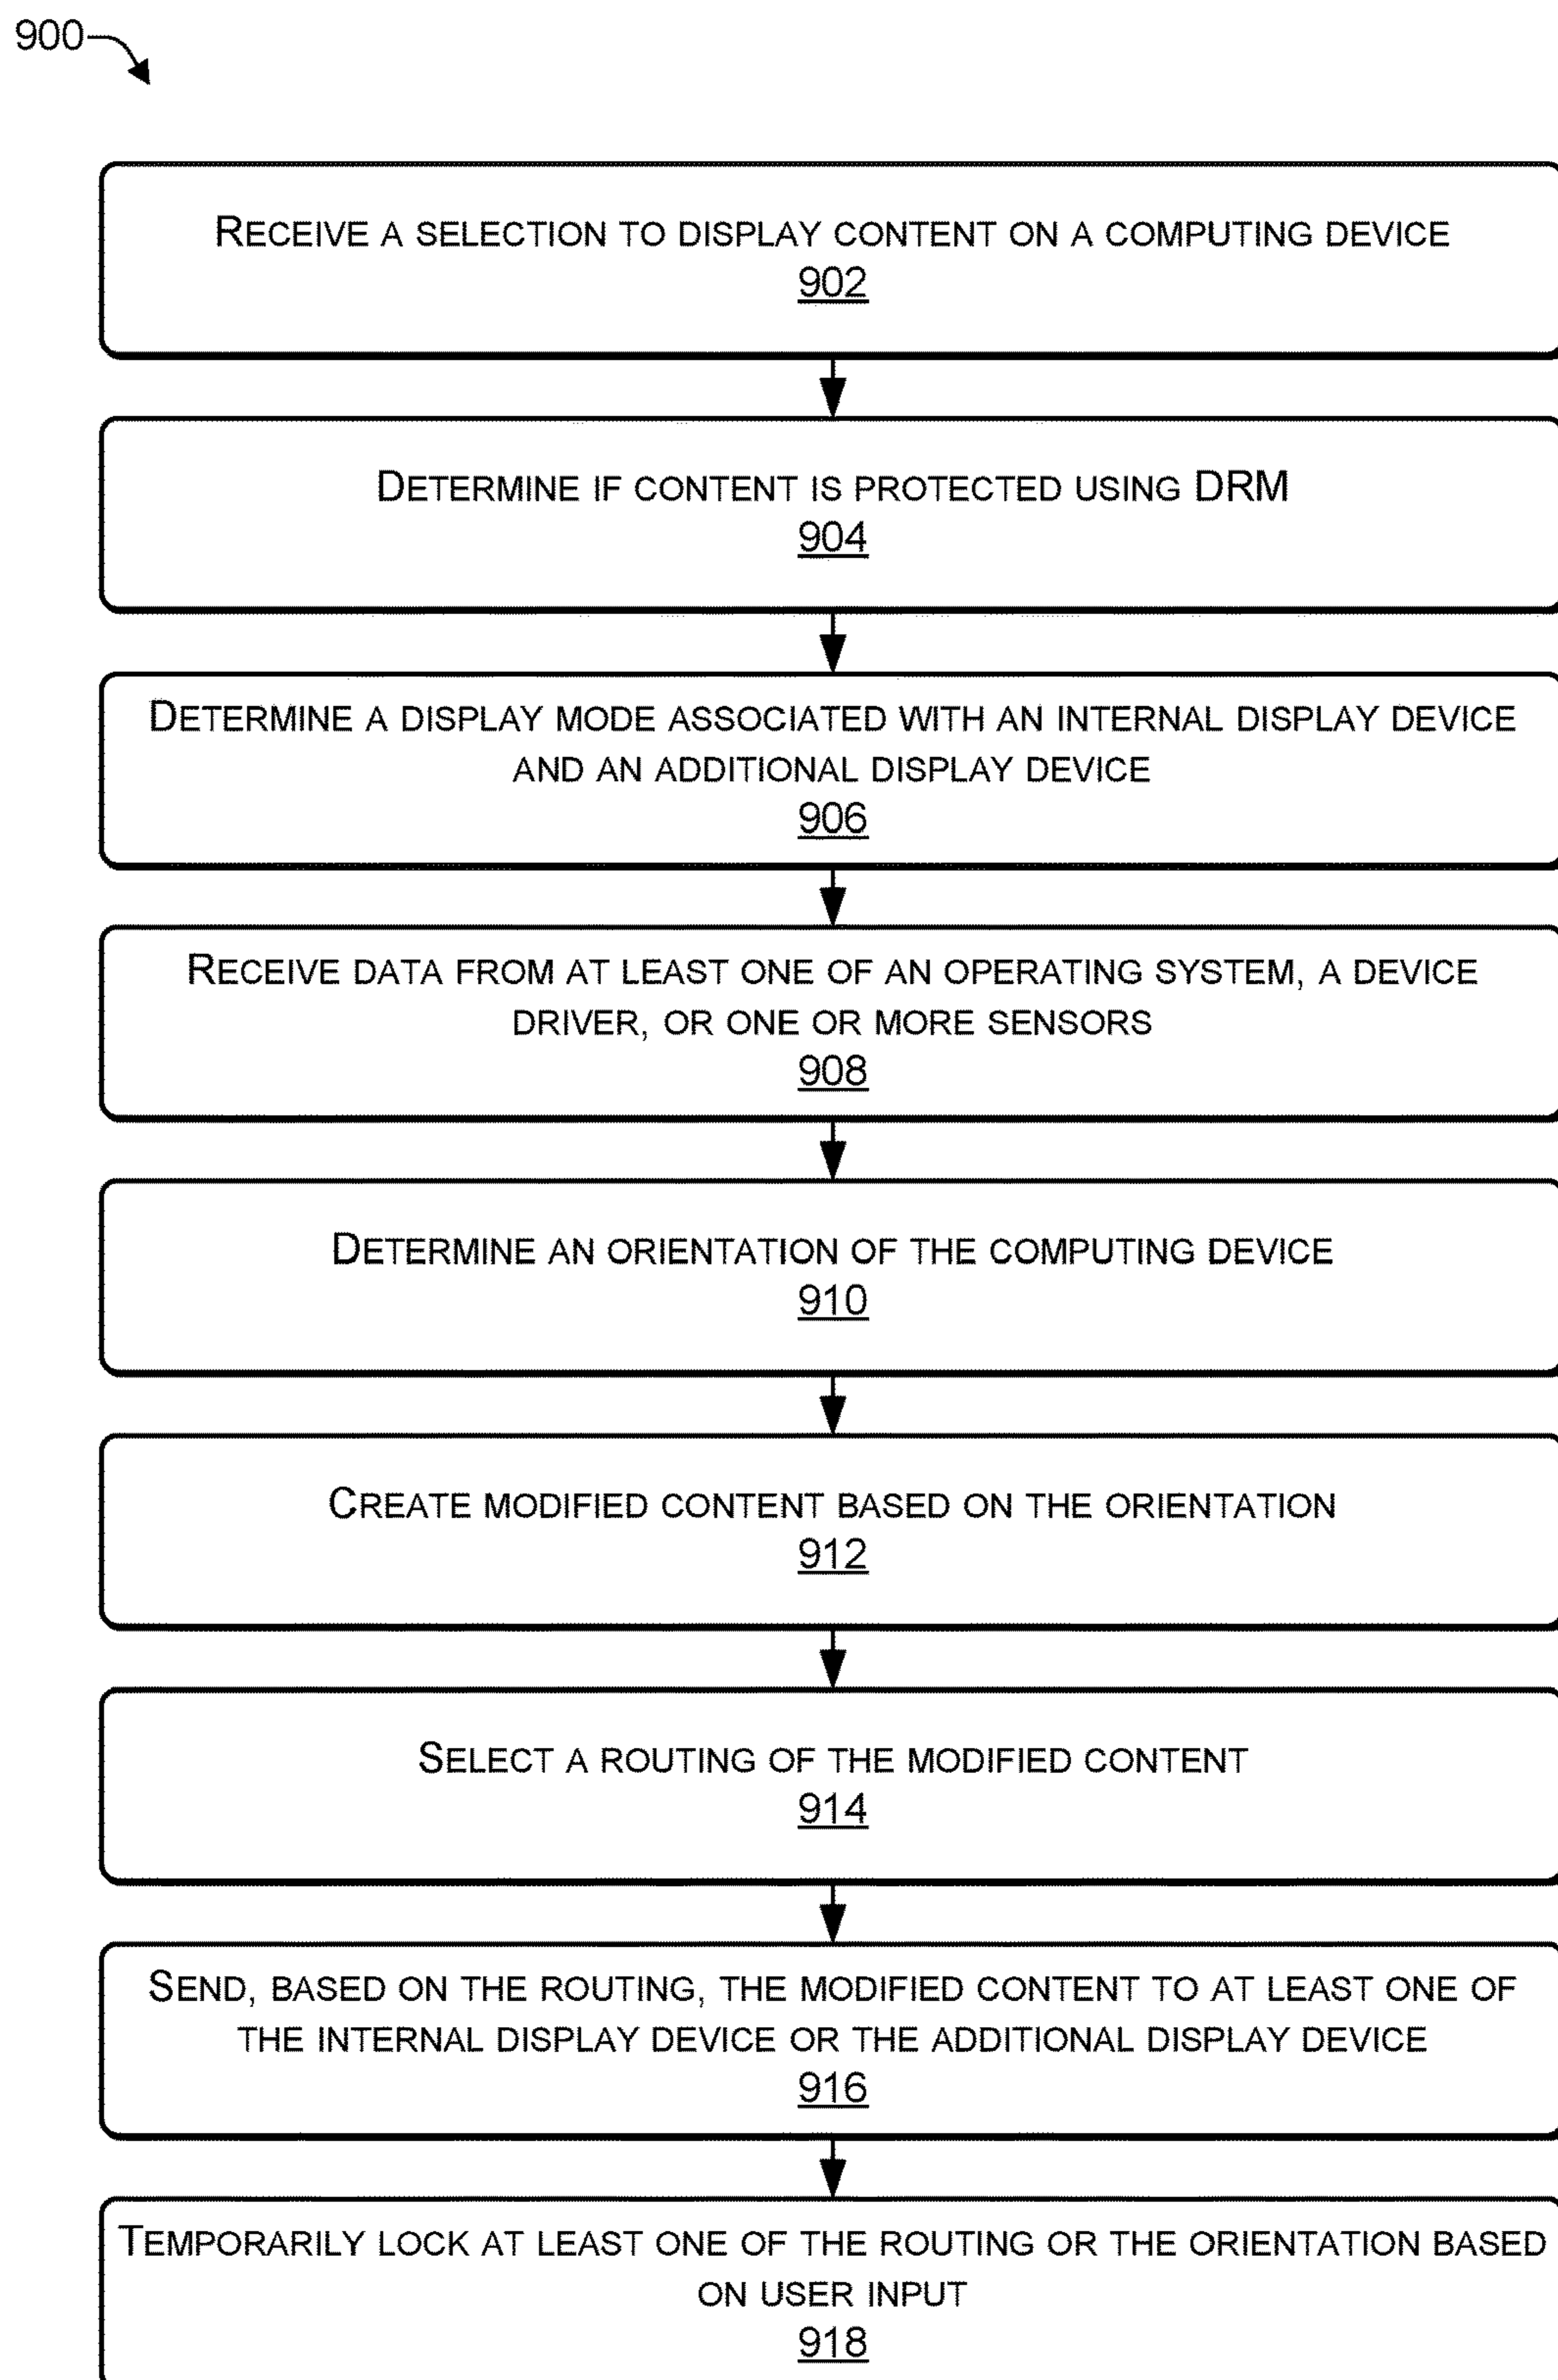 900
RECEIVE A SELECTION TO DISPLAY CONTENT ON A COMPUTING DEVICE
902
DETERMINE IF CONTENT IS PROTECTED USING DRM
904
DETERMINE A DISPLAY MODE ASSOCIATED WITH AN INTERNAL DISPLAY DEVICE
AND AN ADDITIONAL DISPLAY DEVICE
906
RECEIVE DATA FROM AT LEAST ONE OF AN OPERATING SYSTEM, A DEVICE
DRIVER, OR ONE OR MORE SENSORS
908
DETERMINE AN ORIENTATION OF THE COMPUTING DEVICE
910
CREATE MODIFIED CONTENT BASED ON THE ORIENTATION
912
SELECT A ROUTING OF THE MODIFIED CONTENT
914
SEND, BASED ON THE ROUTING, THE MODIFIED CONTENT TO AT LEAST ONE OF
THE INTERNAL DISPLAY DEVICE OR THE ADDITIONAL DISPLAY DEVICE
916
TEMPORARILY LOCK AT LEAST ONE OF THE ROUTING OR THE ORIENTATION BASED
ON USER INPUT
918